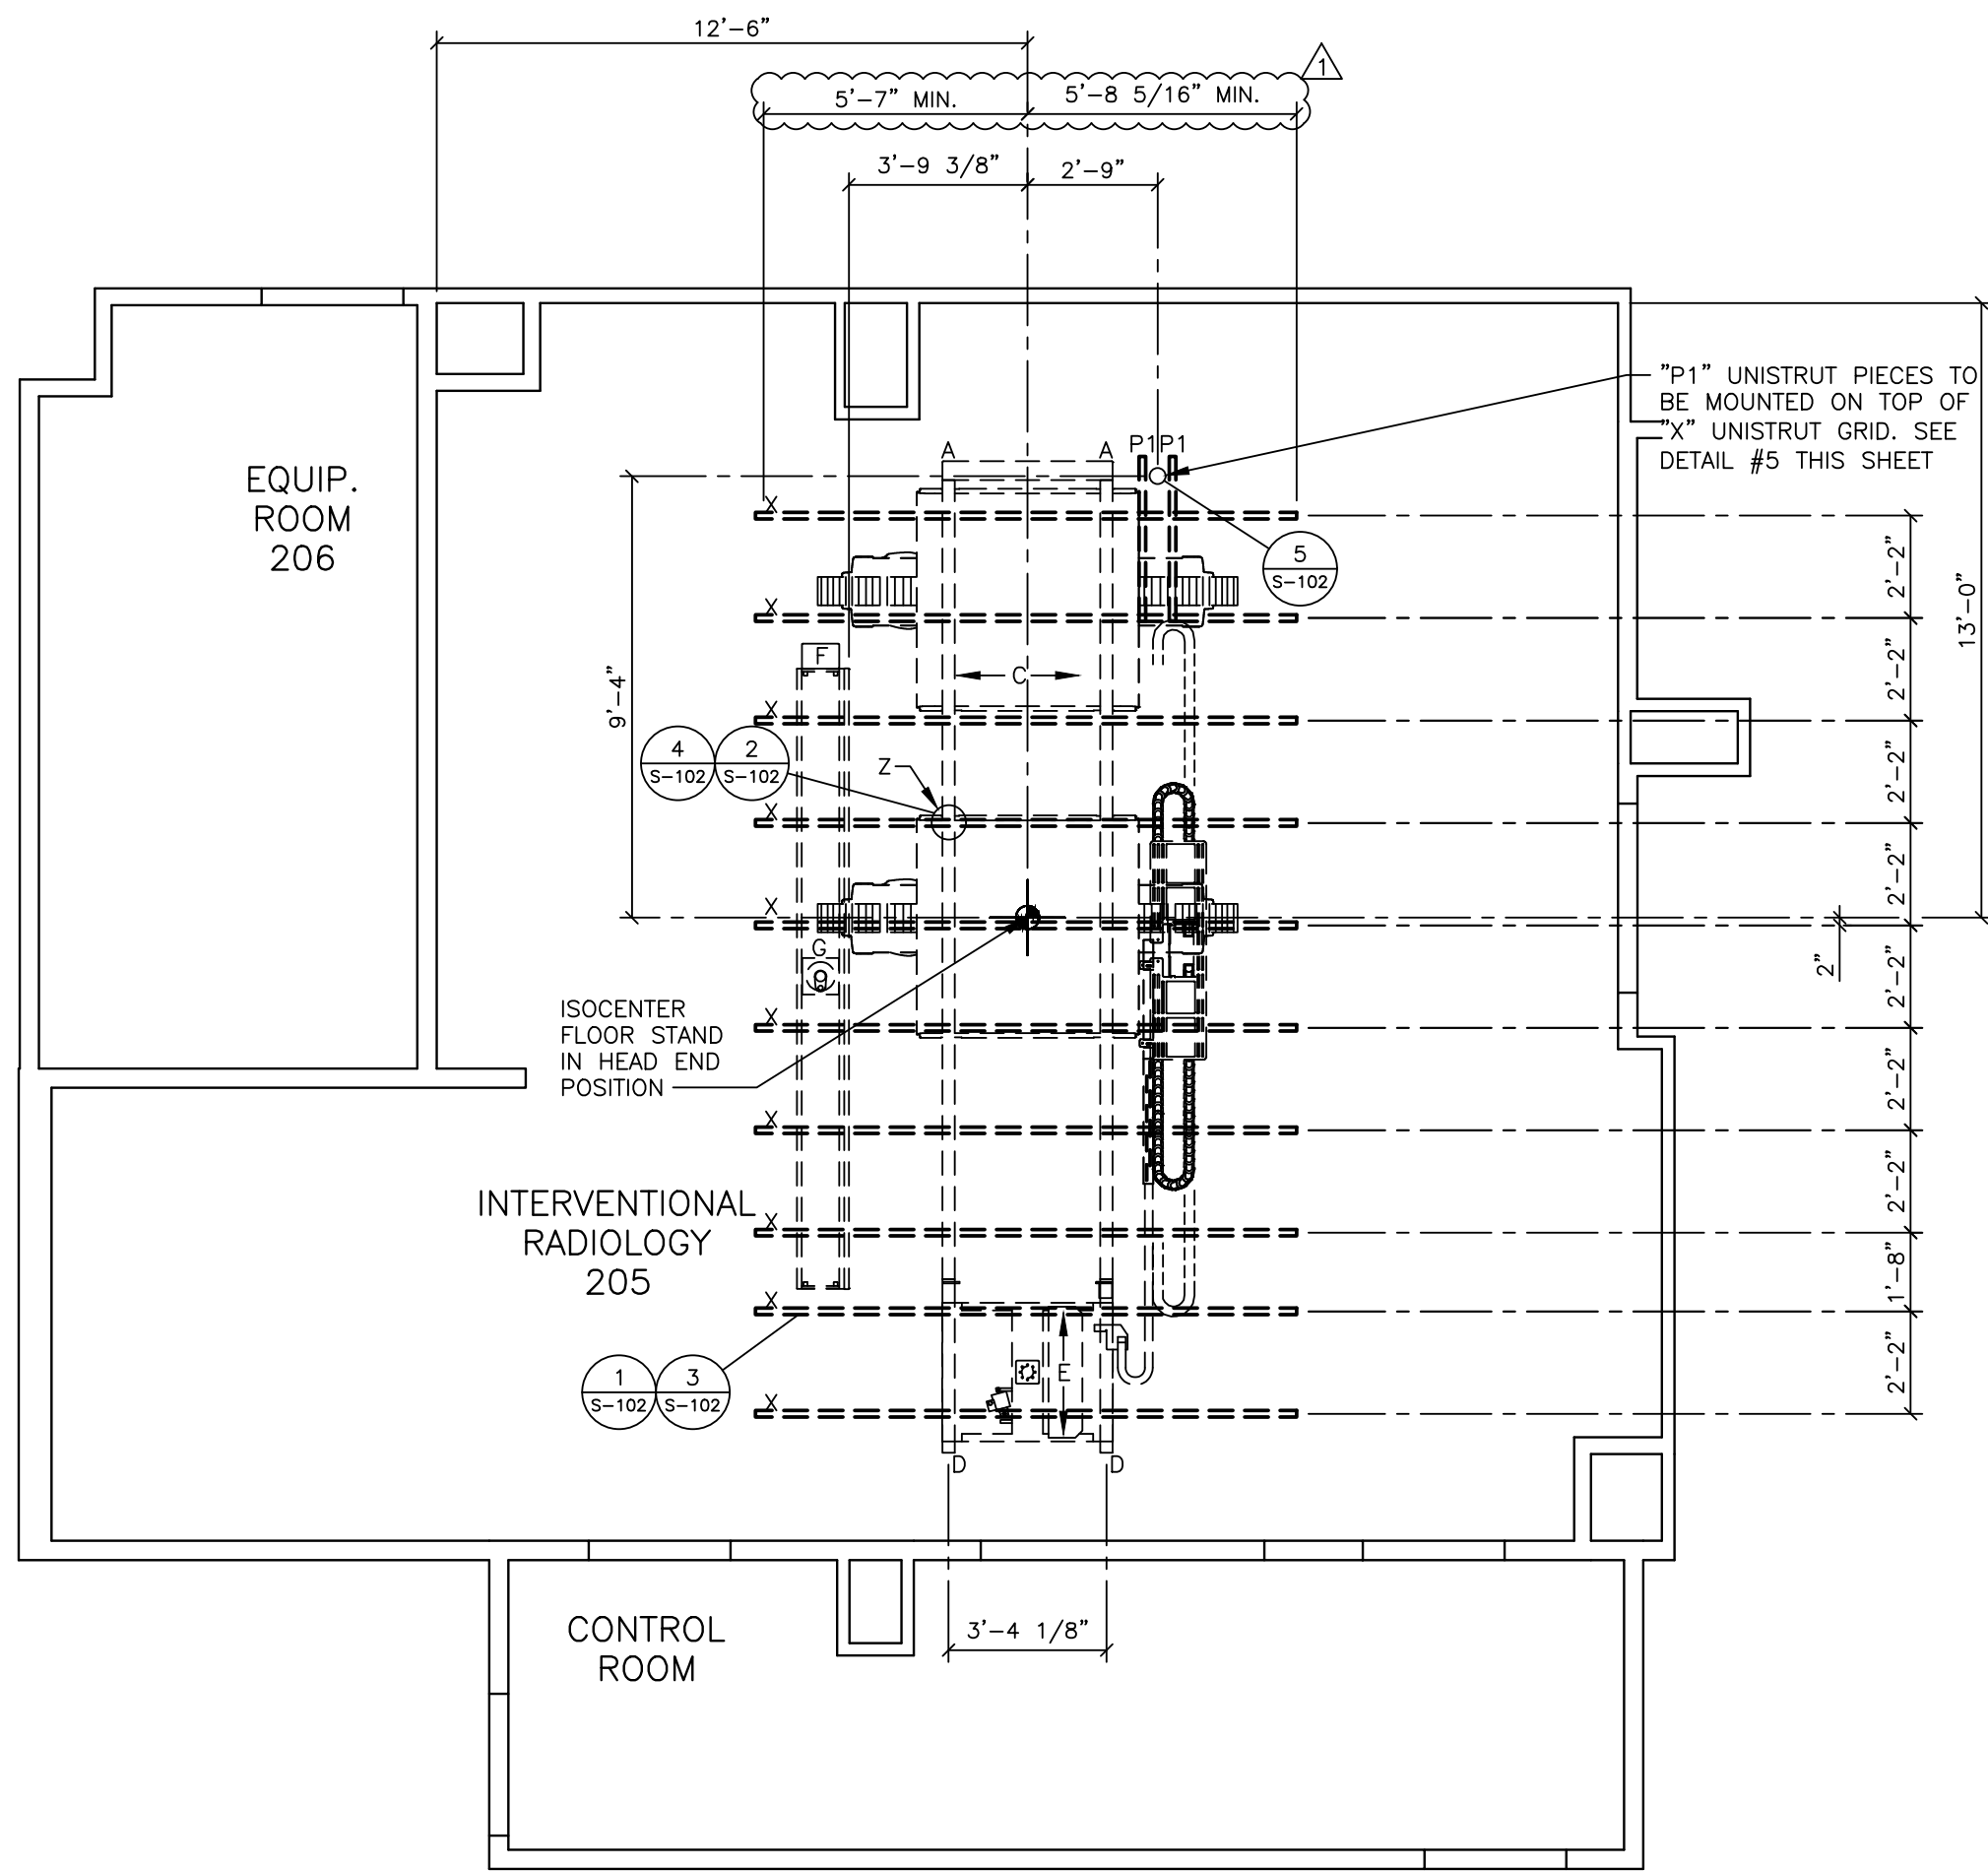 12'-6"
1
5'-7" MIN.
5'-8 5/16" MIN.
3'-9 3/8"
2'-9"
"P1" UNISTRUT PIECES TO
BE MOUNTED ON TOP OF
"X" UNISTRUT GRID. SEE
DETAIL #5 THIS SHEET
A
A
P1
P1
EQUIP.
ROOM
206
X
5
S-102
2'-2"
13'-0"
X
F
C
9'-4"
2'-2"
X
4
S-102
2
S-102
Z
2'-2"
X
2'-2"
X
G
2"
2'-2"
ISOCENTER
FLOOR STAND
IN HEAD END
POSITION
X
2'-2"
X
2'-2"
INTERVENTIONAL
RADIOLOGY
205
X
1'-8"
X
1
S-102
3
S-102
E
2'-2"
X
D
D
3'-4 1/8"
CONTROL
ROOM